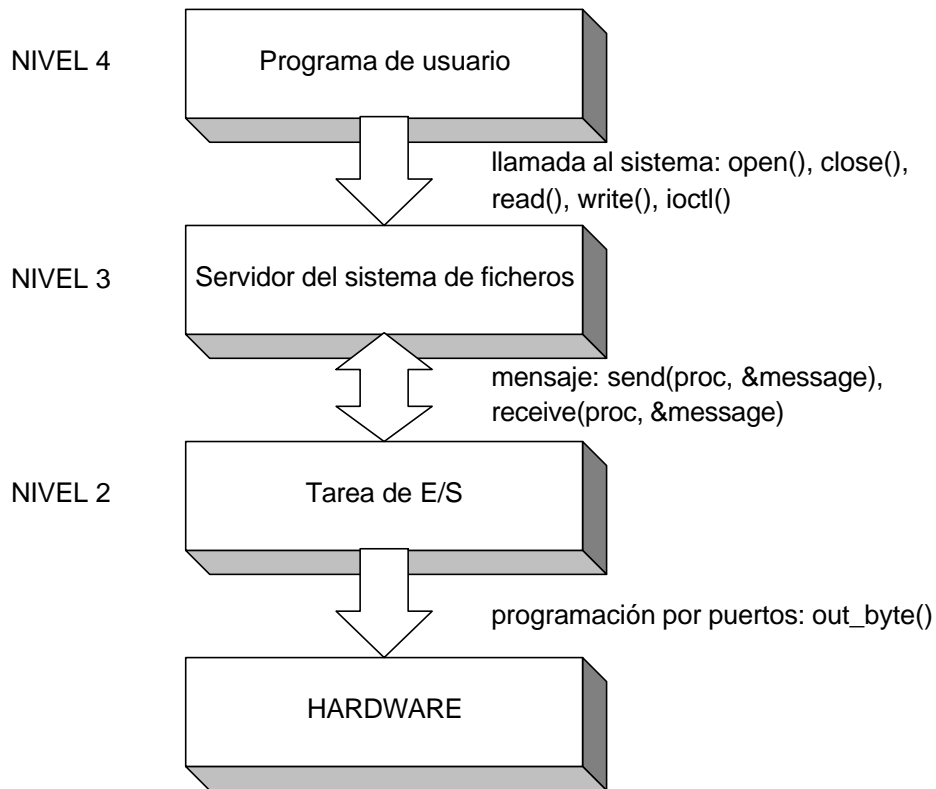 NIVEL 4
Programa de usuario
llamada al sistema: open(), close(),
read(), write(), ioctl()
NIVEL 3
Servidor del sistema de ficheros
mensaje: send(proc, &message),
receive(proc, &message)
NIVEL 2
Tarea de E/S
programación por puertos: out_byte()
HARDWARE